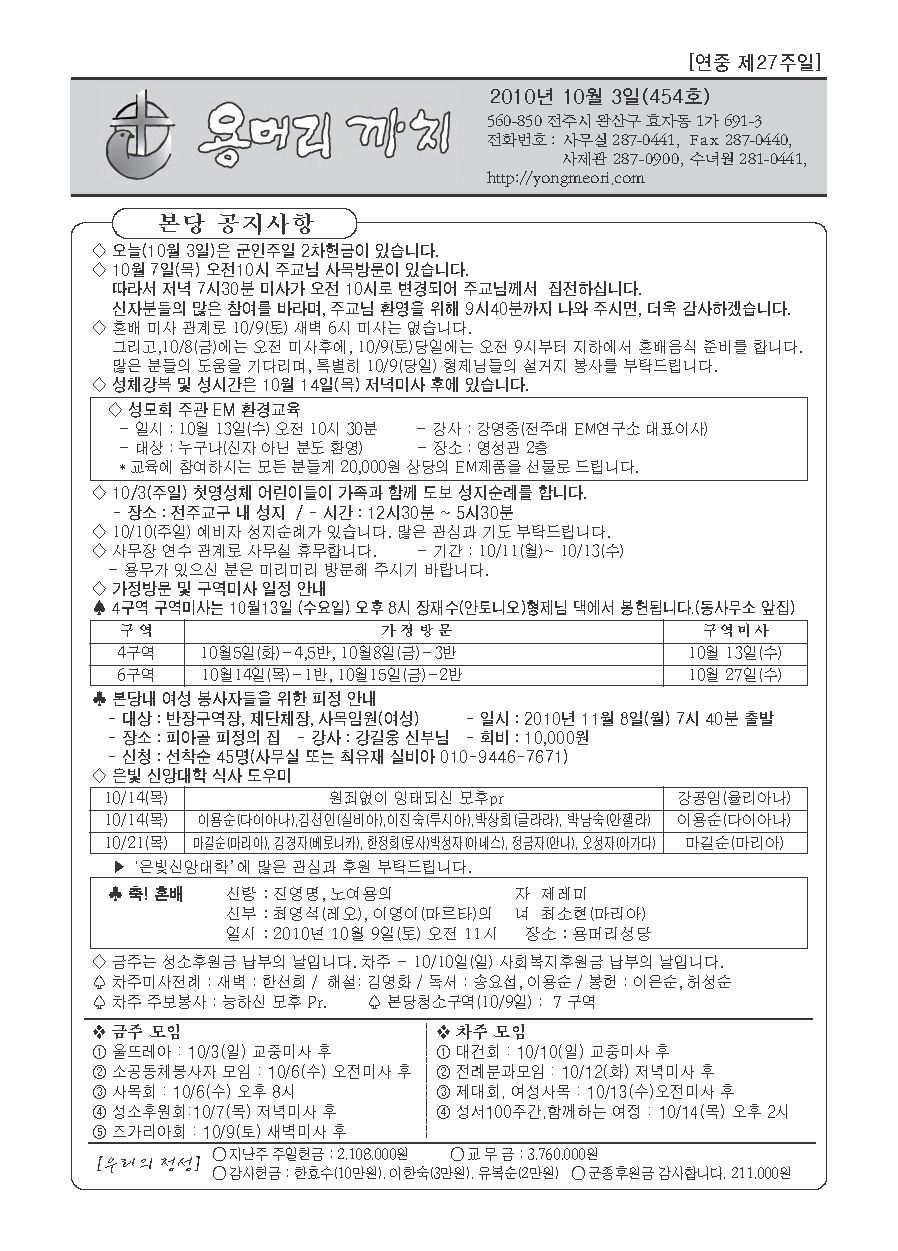 [연중 제27주일]
용머리 까치
2010년 10월 3일(454호)
560-850 전주시 완산구 효자동 1가 691-3
전화번호 : 사무실 287-0441, Fax 287-0440,
사제관 287-0900, 수녀원 281-0441,
http://yongmeori.com
본당 공지사항
◇ 오늘(10월 3일)은 군인주일 2차헌금이 있습니다.
◇ 10월 7일(목) 오전10시 주교님 사목방문이 있습니다.
따라서 저녁 7시30분 미사가 오전 10시로 변경되어 주교님께서 집전하십니다.
신자분들의 많은 참여를 바라며, 주교님 환영을 위해 9시40분까지 나와 주시면, 더욱 감사하겠습니다.
◇ 혼배 미사 관계로 10/9(토) 새벽 6시 미사는 없습니다.
그리고,10/8(금)에는 오전 미사후에, 10/9(토)당일에는 오전 9시부터 지하에서 혼배음식 준비를 합니다.
많은 분들의 도움을 기다리며, 특별히 10/9(당일) 형제님들의 설거지 봉사를 부탁드립니다.
◇ 성체강복 및 성시간은 10월 14일(목) 저녁미사 후에 있습니다.
◇ 성모회 주관 EM 환경교육
- 일시 : 10월 13일(수) 오전 10시 30분 - 강사 : 강영중(전주대 EM연구소 대표이사)
- 대상 : 누구나(신자 아닌 분도 환영) - 장소 : 영성관 2층
* 교육에 참여하시는 모든 분들게 20,000원 상당의 EM제품을 선물로 드립니다.
◇ 10/3(주일) 첫영성체 어린이들이 가족과 함께 도보 성지순례를 합니다.
- 장소 : 전주교구 내 성지 / - 시간 : 12시30분 ~ 5시30분
◇ 10/10(주일) 예비자 성지순례가 있습니다. 많은 관심과 기도 부탁드립니다.
◇ 사무장 연수 관계로 사무실 휴무합니다. - 기간 : 10/11(월)~ 10/13(수)
- 용무가 있으신 분은 미리미리 방문해 주시기 바랍니다.
◇ 가정방문 및 구역미사 일정 안내
♠ 4구역 구역미사는 10월13일 (수요일) 오후 8시 장재수(안토니오)형제님 댁에서 봉헌됩니다.(동사무소 앞집)
구 역 가 정 방 문 구역미사
4구역 10월5일(화)-4,5반, 10월8일(금)-3반 10월 13일(수)
6구역 10월14일(목)-1반, 10월15일(금)-2반 10월 27일(수)
♣ 본당내 여성 봉사자들을 위한 피정 안내
- 대상 : 반장구역장, 제단체장, 사목임원(여성) - 일시 : 2010년 11월 8일(월) 7시 40분 출발
- 장소 : 피아골 피정의 집 - 강사 : 강길웅 신부님 - 회비 : 10,000원
- 신청 : 선착순 45명(사무실 또는 최유재 실비아 010-9446-7671)
◇ 은빛 신앙대학 식사 도우미
10/14(목) 원죄없이 잉태되신 모후pr 강콩임(율리아나)
10/14(목) 이용순(다이아나),김선인(실비아),이진숙(루시아),박상희(글라라), 박남숙(안젤라) 이용순(다이아나)
10/21(목) 마길순(마리아), 김경자(베로니카), 한정희(로사)박성자(아네스), 정금자(안나), 오성자(아가다) 마길순(마리아)
▶ ‘은빛신앙대학’에 많은 관심과 후원 부탁드립니다.
♣ 축! 혼배 신랑 : 진영명, 노여용의 자 제레미
신부 : 최영석(레오), 이영이(마르타)의 녀 최소현(마리아)
일시 : 2010년 10월 9일(토) 오전 11시 장소 : 용머리성당
◇ 금주는 성소후원금 납부의 날입니다. 차주 - 10/10일(일) 사회복지후원금 납부의 날입니다.
♤ 차주미사전례 : 새벽 : 한선희 / 해설: 김영화 / 독서 : 송요섭, 이용순 / 봉헌 : 이은순, 허성순
♤ 차주 주보봉사 : 능하신 모후 Pr. ♤ 본당청소구역(10/9일) : 7 구역
❖ 금주 모임
① 울뜨레아 : 10/3(일) 교중미사 후
② 소공동체봉사자 모임 : 10/6(수) 오전미사 후
③ 사목회 : 10/6(수) 오후 8시
④ 성소후원회:10/7(목) 저녁미사 후
⑤ 즈가리아회 : 10/9(토) 새벽미사 후
❖ 차주 모임
① 대건회 : 10/10(일) 교중미사 후
② 전례분과모임 : 10/12(화) 저녁미사 후
③ 제대회, 여성사목 : 10/13(수)오전미사 후
④ 성서100주간,함께하는 여정 : 10/14(목) 오후 2시
[우리의 정성] ○지난주 주일헌금 : 2,108,000원 ○교 무 금 : 3,760,000원
○감사헌금 : 한효수(10만원), 이한숙(3만원), 유복순(2만원) ○군종후원금 감사합니다. 211,000원